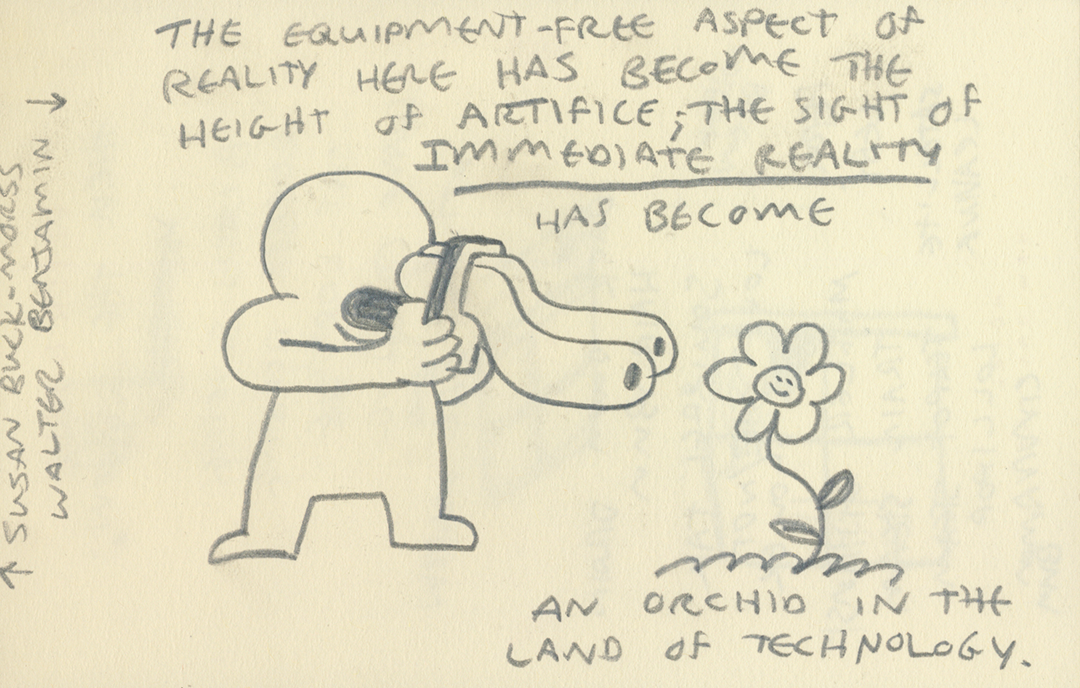 THE EQUIPMENT-FREE ASPECT OF
REALITY HERE HAS BECOME THE
HEIGHT OF ARTIFICE; THE SIGHT OF
IMMEDIATE REALITY
HAS BECOME
AN ORCHID IN THE
LAND OF TECHNOLOGY.
↑ SUSAN BUCK-MORSS
WALTER BENJAMIN ↓